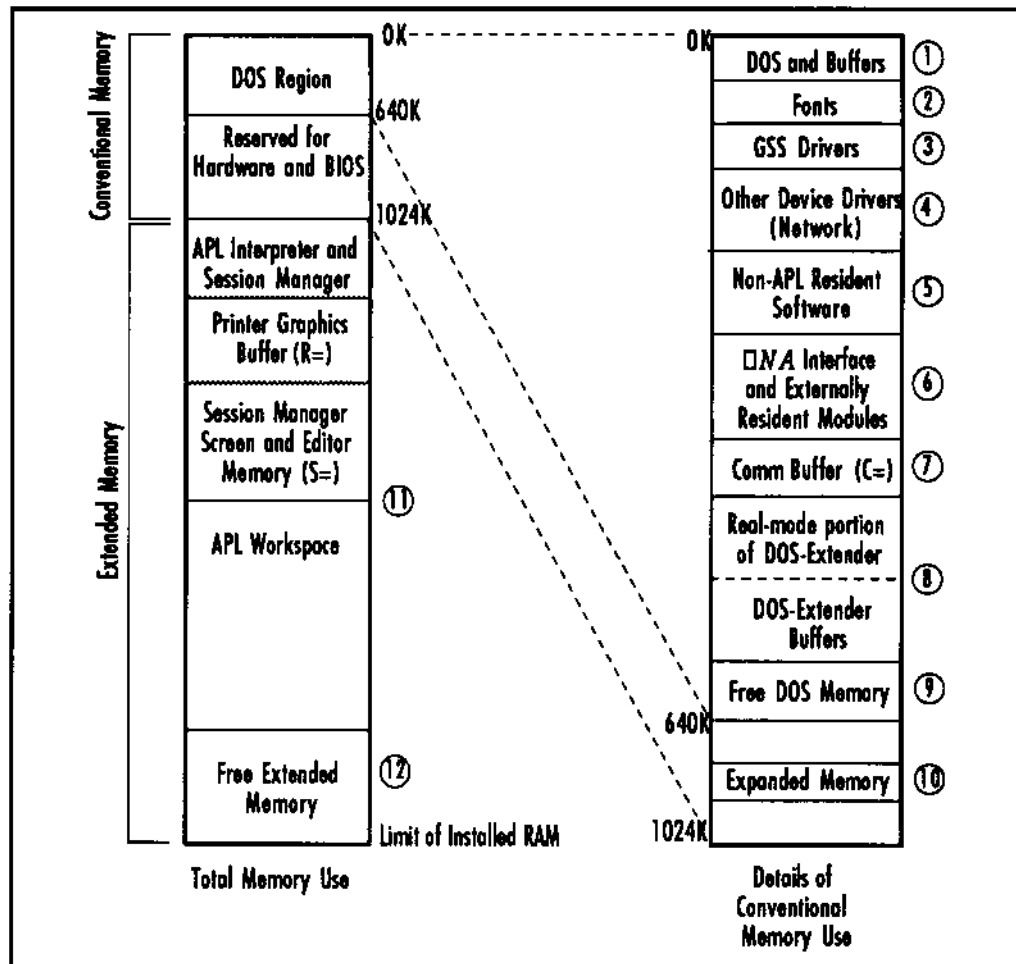 Conventional Memory
Extended Memory
0K
DOS Region
640K
Reserved for
Hardware and BIOS
1024K
APL Interpreter and
Session Manager
Printer Graphics
Buffer (R=)
Session Manager
Screen and Editor
Memory (S=)
11
APL Workspace
Free Extended
Memory
12
Limit of Installed RAM
Total Memory Use
0K
DOS and Buffers
1
Fonts
2
GSS Drivers
3
Other Device Drivers
(Network)
4
Non-APL Resident
Software
5
⎕NA Interface
and Externally
Resident Modules
6
Comm Buffer (C=)
7
Real-mode portion
of DOS-Extender
8
DOS-Extender
Buffers
Free DOS Memory
9
640K
Expanded Memory
10
1024K
Details of
Conventional
Memory Use